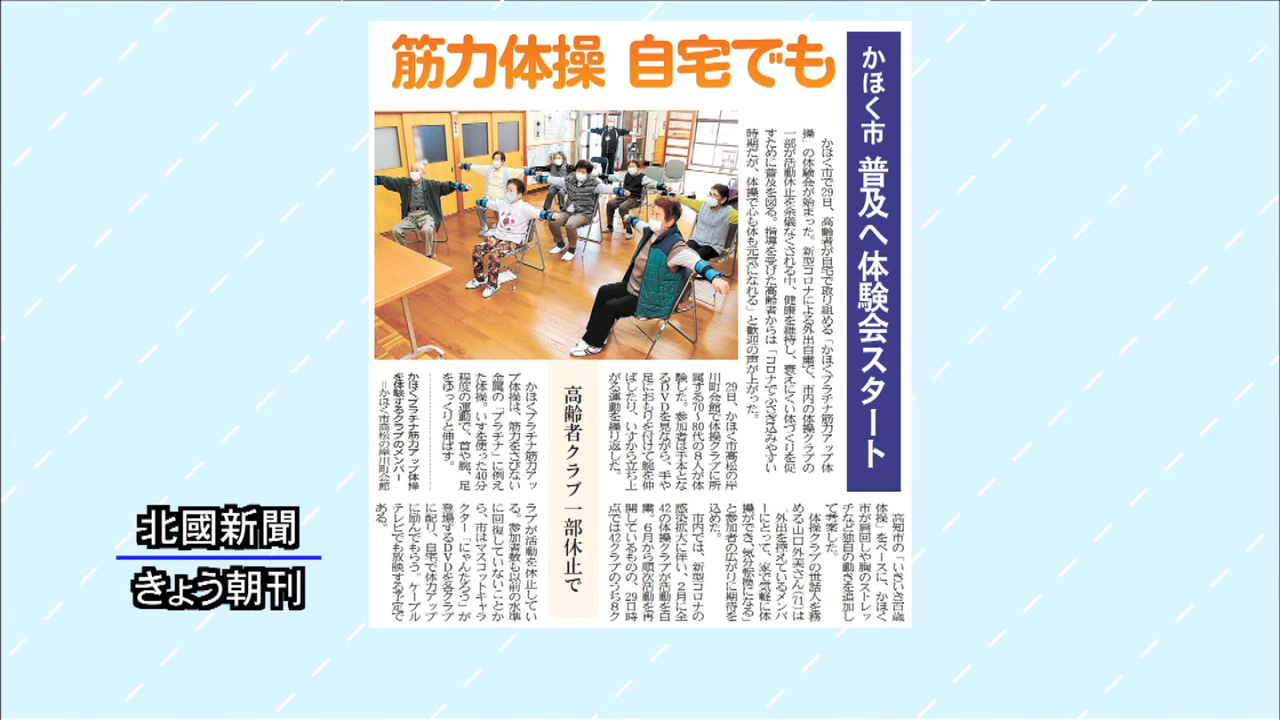 筋力体操 自宅でも
かほく市 普及へ体験会スタート
かほく市で29日、高齢者が自宅で取り組める「かほくプラチナ筋力アップ体
操」の体験会が始まった。新型コロナによる外出自粛で、市内の体操クラブの
一部が活動休止を余儀なくされる中、健康を維持し、衰えにくい体づくりを促
すために普及を図る。指導を受けた高齢者からは「コロナでふさぎ込みやすい
時期だが、体操で心も体も元気になれる」と歓迎の声が上がった。
29日、かほく市高松の岸
川町会館で体操クラブに所
属する70〜80代の8人が体
験した。参加者は手本とな
るDVDを見ながら、手や
足におもりを付けて腕を伸
ばしたり、いすから立ち上
がる運動を繰り返した。
高齢者クラブ一部休止で
かほくプラチナ筋力アッ
プ体操は、筋力をさびない
金属の「プラチナ」に例え
た体操。いすを使った40分
程度の運動で、首や腕、足
をゆっくりと伸ばす。
かほくプラチナ筋力アップ体操
を体験するクラブのメンバー
=かほく市高松の岸川町会館
高知市の「いきいき百歳
体操」をベースに、かほく
市が肩回しや胸のストレッ
チなど独自の動きを追加し
て考案した。
体操クラブの世話人を務
める山口外美さん(71)は
「外出を控えているメンバ
ーにとって、家で気軽に体
操ができ、気分転換になる」
と参加者の広がりに期待を
込めた。
市内では、新型コロナの
感染拡大に伴い、2月に全
42の体操クラブが活動を自
粛。6月から順次活動を再
開しているものの、29日時
点では42クラブのうち8ク
ラブが活動を休止してい
る。参加者数も以前の水準
に回復していないことか
ら、市はマスコットキャラ
クター「にゃんたろう」が
登場するDVDを各クラブ
に配り、自宅で体力アップ
に励んでもらう。ケーブル
テレビでも放映する予定で
ある。
北國新聞
きょう朝刊